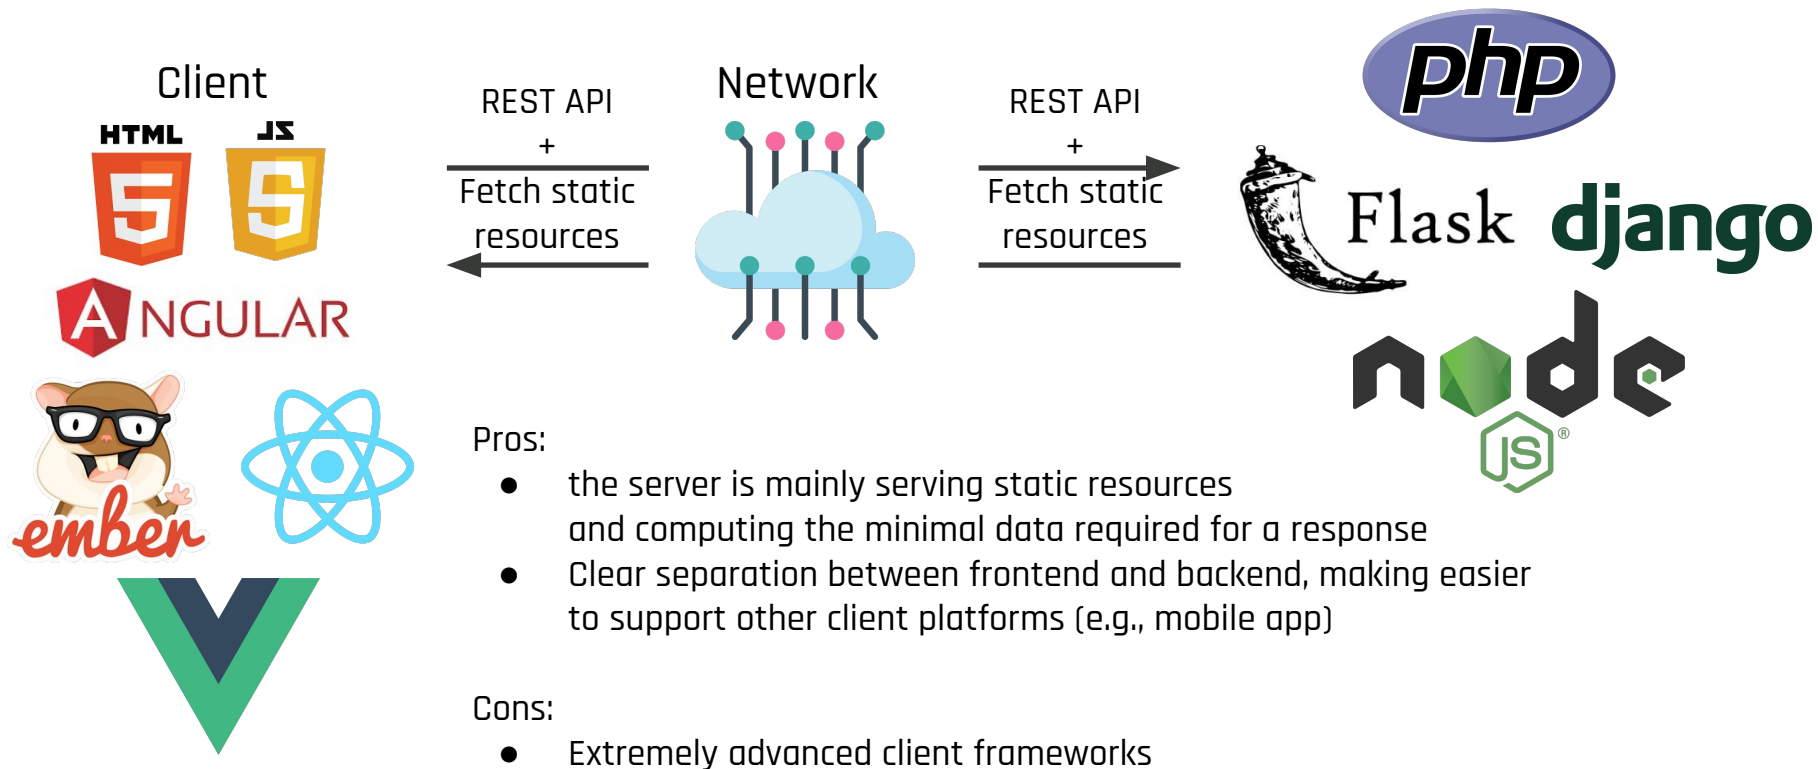 Client
HTML
JS
5
ANGULAR
ember
REST API
+
Fetch static
resources
Network
REST API
+
Fetch static
resources
php
Flask
django
node
JS®
Pros:
● the server is mainly serving static resources
and computing the minimal data required for a response
● Clear separation between frontend and backend, making easier
to support other client platforms (e.g., mobile app)
Cons:
● Extremely advanced client frameworks